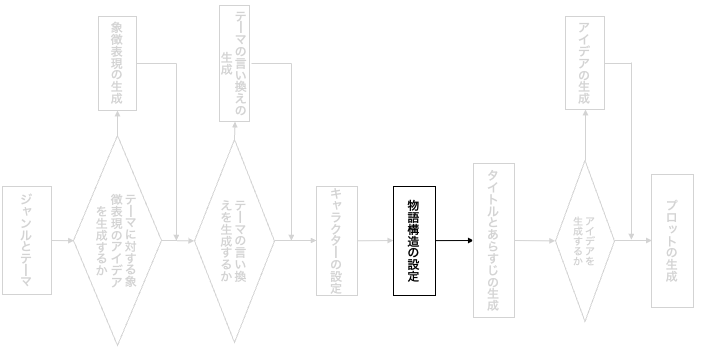 ジャンルとテーマ
象徴表現の生成
テーマに対する象
徴表現のアイデア
を生成するか
テーマの言い換えの
生成
テーマの言い換
えを生成するか
キャラクターの設定
物語構造の設定
タイトルとあらすじの生成
アイデアの生成
アイデアを
生成するか
プロットの生成